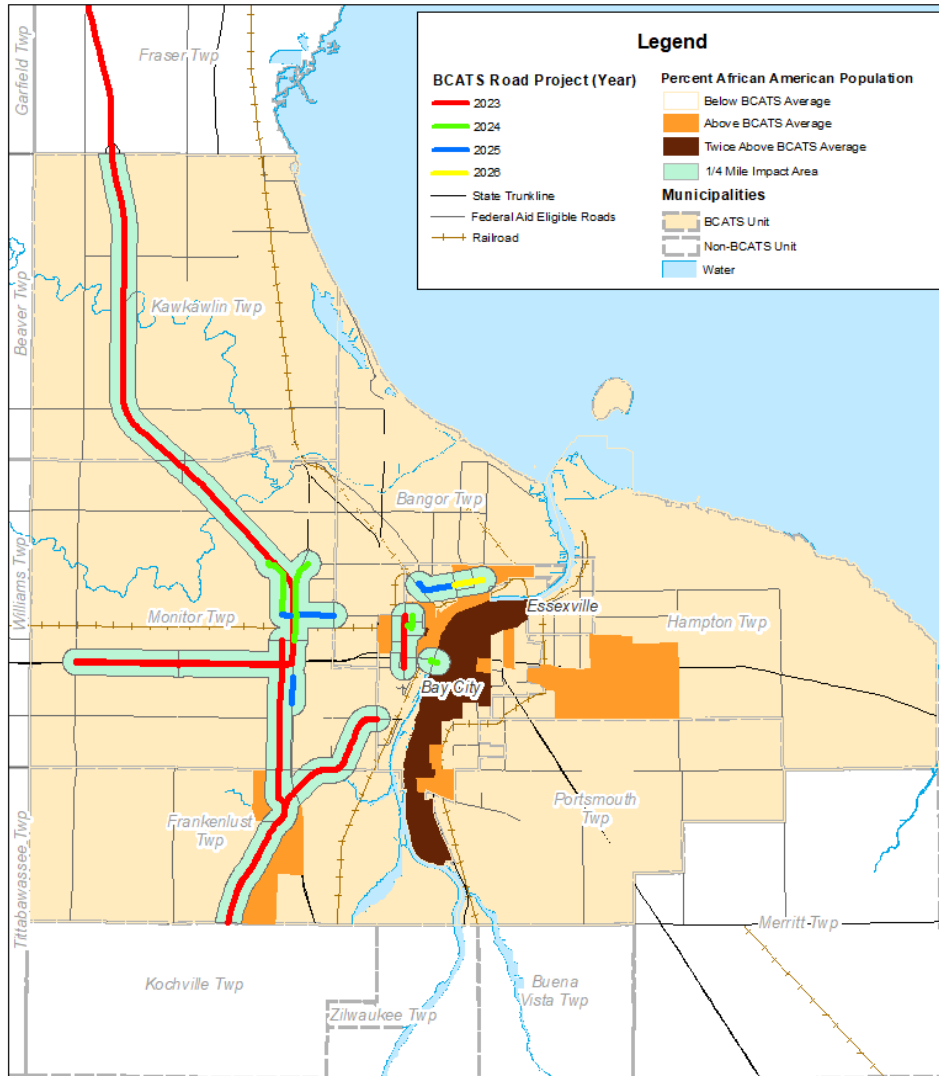 Legend
BCATS Road Project (Year)
2023
2024
2025
2026
State Trunkline
Federal Aid Eligible Roads
Railroad
Percent African American Population
Below BCATS Average
Above BCATS Average
Twice Above BCATS Average
1/4 Mile Impact Area
Municipalities
BCATS Unit
Non-BCATS Unit
Water
Garfield Twp
Fraser Twp
Beaver Twp
Kawkawlin Twp
Bangor Twp
Williams Twp
Monitor Twp
Essexville
Hampton Twp
Bay City
Frankenlust
Twp
Portsmouth
Twp
Tittabawassee Twp
Merritt Twp
Kochville Twp
Zilwaukee Twp
Buena
Vista Twp